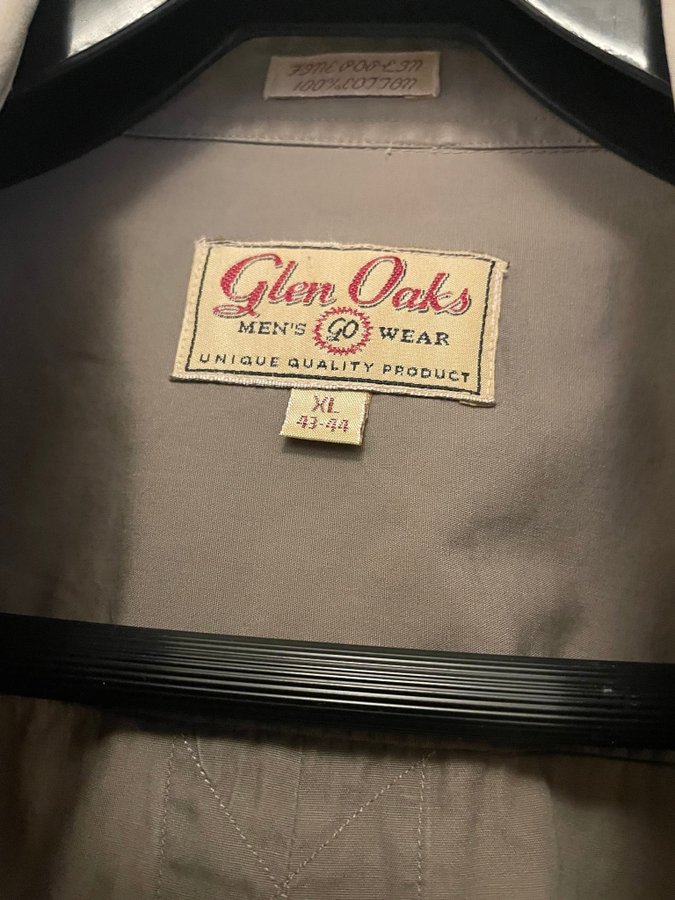 FINE POPLIN
100% COTTON
Glen Oaks
MEN'S GO WEAR
UNIQUE QUALITY PRODUCT
XL
43-44